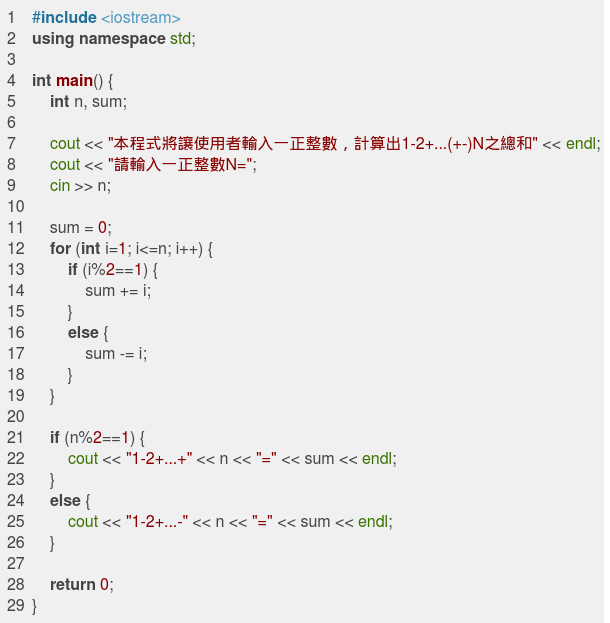 1 #include <iostream>
2 using namespace std;
3
4 int main() {
5     int n, sum;
6
7     cout << "本程式將讓使用者輸入一正整數，計算出1-2+...(+-)N之總和" << endl;
8     cout << "請輸入一正整數N=";
9     cin >> n;
10
11     sum = 0;
12     for (int i=1; i<=n; i++) {
13         if (i%2==1) {
14             sum += i;
15         }
16         else {
17             sum -= i;
18         }
19     }
20
21     if (n%2==1) {
22         cout << "1-2+...+" << n << "=" << sum << endl;
23     }
24     else {
25         cout << "1-2+...-" << n << "=" << sum << endl;
26     }
27
28     return 0;
29 }